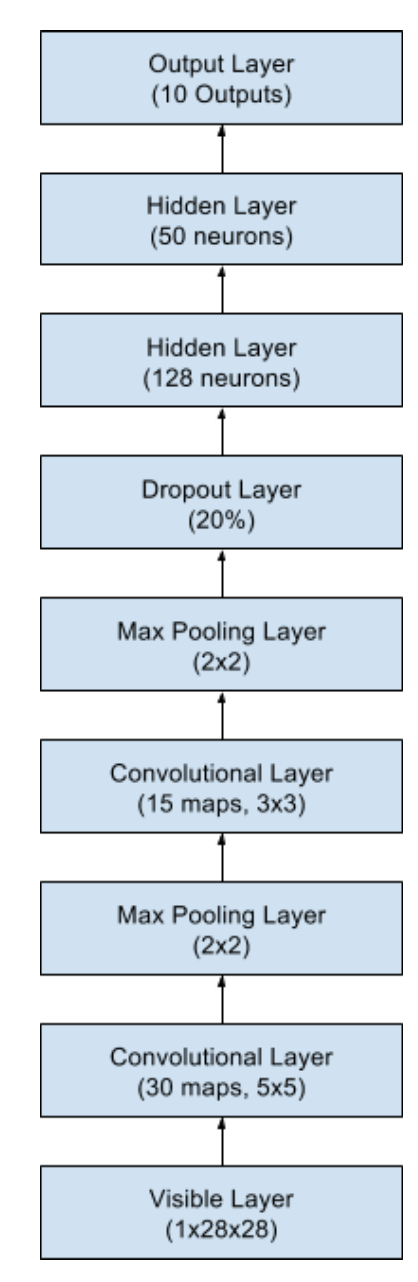 Output Layer
(10 Outputs)
Hidden Layer
(50 neurons)
Hidden Layer
(128 neurons)
Dropout Layer
(20%)
Max Pooling Layer
(2x2)
Convolutional Layer
(15 maps, 3x3)
Max Pooling Layer
(2x2)
Convolutional Layer
(30 maps, 5x5)
Visible Layer
(1x28x28)